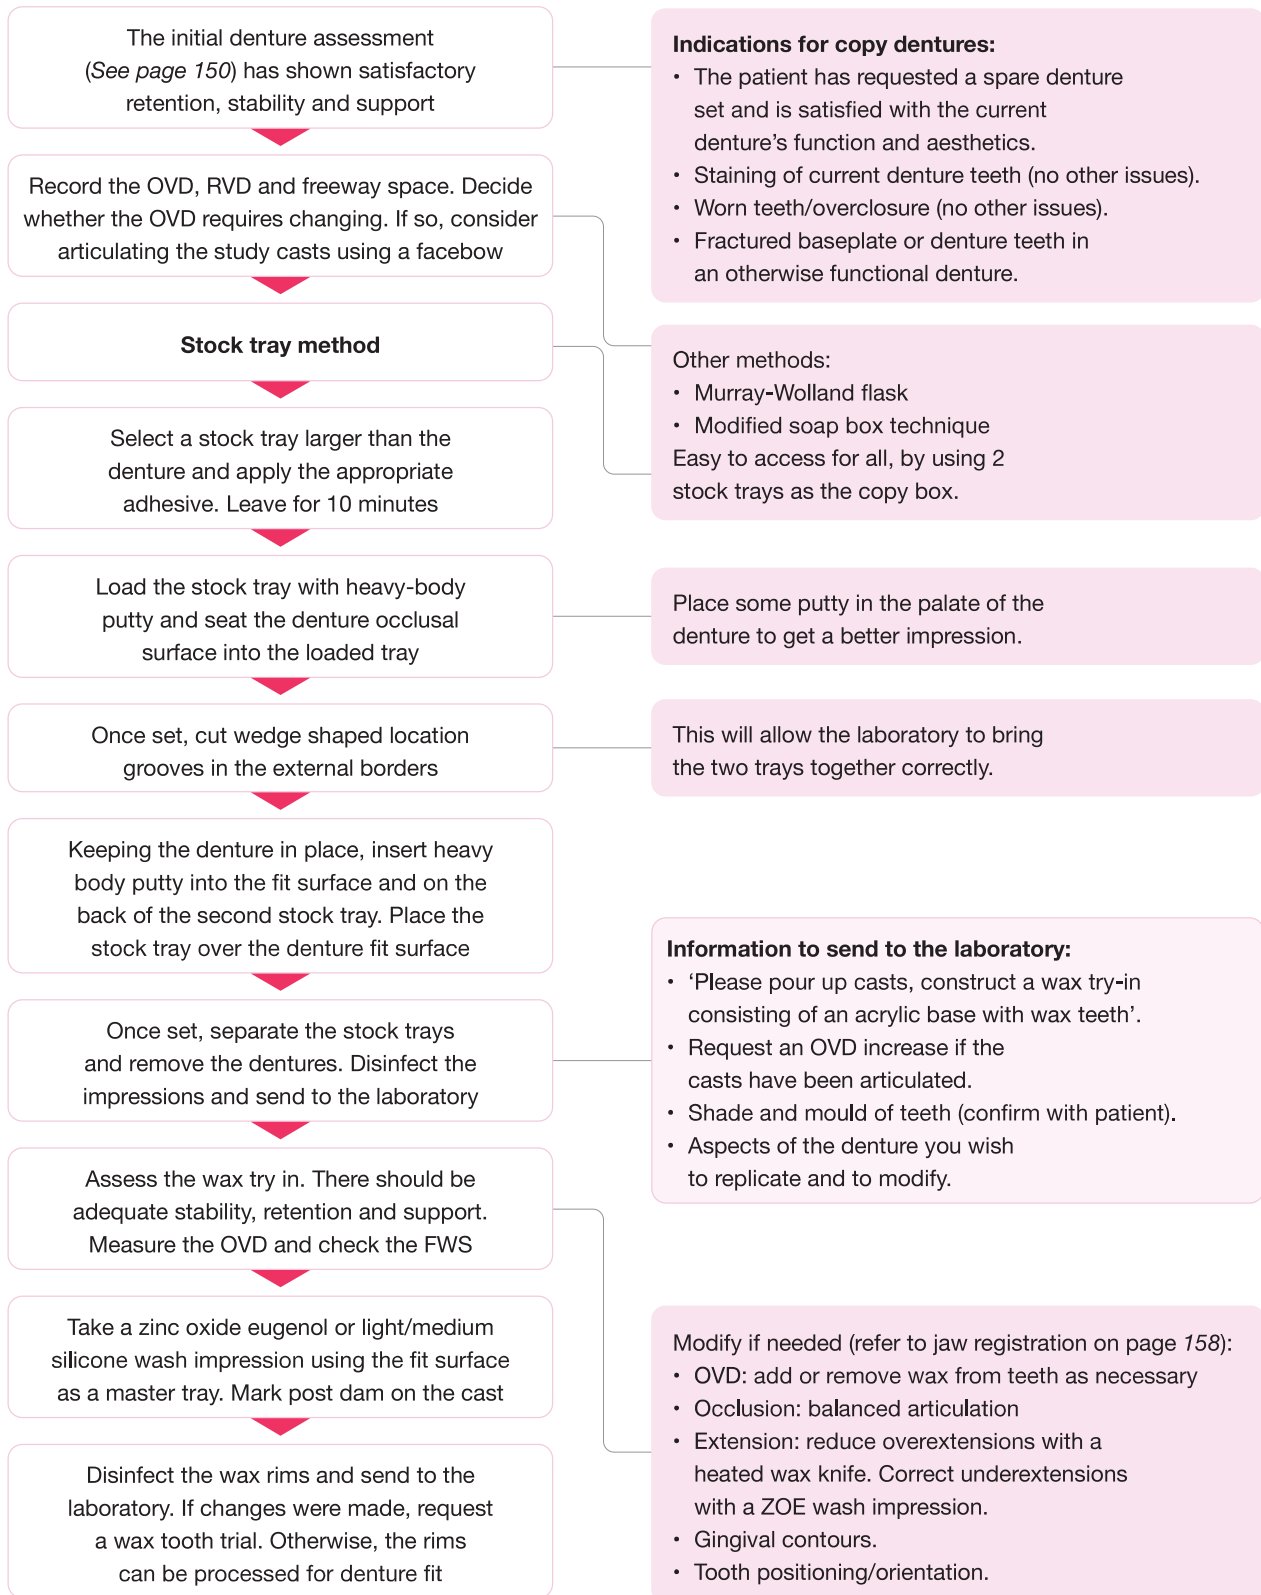 The initial denture assessment
(See page 150) has shown satisfactory
retention, stability and support
Indications for copy dentures:
• The patient has requested a spare denture
set and is satisfied with the current
denture’s function and aesthetics.
• Staining of current denture teeth (no other issues).
• Worn teeth/overclosure (no other issues).
• Fractured baseplate or denture teeth in
an otherwise functional denture.
Record the OVD, RVD and freeway space. Decide
whether the OVD requires changing. If so, consider
articulating the study casts using a facebow
Stock tray method
Other methods:
• Murray-Wolland flask
• Modified soap box technique
Easy to access for all, by using 2
stock trays as the copy box.
Select a stock tray larger than the
denture and apply the appropriate
adhesive. Leave for 10 minutes
Load the stock tray with heavy-body
putty and seat the denture occlusal
surface into the loaded tray
Place some putty in the palate of the
denture to get a better impression.
Once set, cut wedge shaped location
grooves in the external borders
This will allow the laboratory to bring
the two trays together correctly.
Keeping the denture in place, insert heavy
body putty into the fit surface and on the
back of the second stock tray. Place the
stock tray over the denture fit surface
Once set, separate the stock trays
and remove the dentures. Disinfect the
impressions and send to the laboratory
Information to send to the laboratory:
• ‘Please pour up casts, construct a wax try-in
consisting of an acrylic base with wax teeth’.
• Request an OVD increase if the
casts have been articulated.
• Shade and mould of teeth (confirm with patient).
• Aspects of the denture you wish
to replicate and to modify.
Assess the wax try in. There should be
adequate stability, retention and support.
Measure the OVD and check the FWS
Take a zinc oxide eugenol or light/medium
silicone wash impression using the fit surface
as a master tray. Mark post dam on the cast
Disinfect the wax rims and send to the
laboratory. If changes were made, request
a wax tooth trial. Otherwise, the rims
can be processed for denture fit
Modify if needed (refer to jaw registration on page 158):
• OVD: add or remove wax from teeth as necessary
• Occlusion: balanced articulation
• Extension: reduce overextensions with a
heated wax knife. Correct underextensions
with a ZOE wash impression.
• Gingival contours.
• Tooth positioning/orientation.